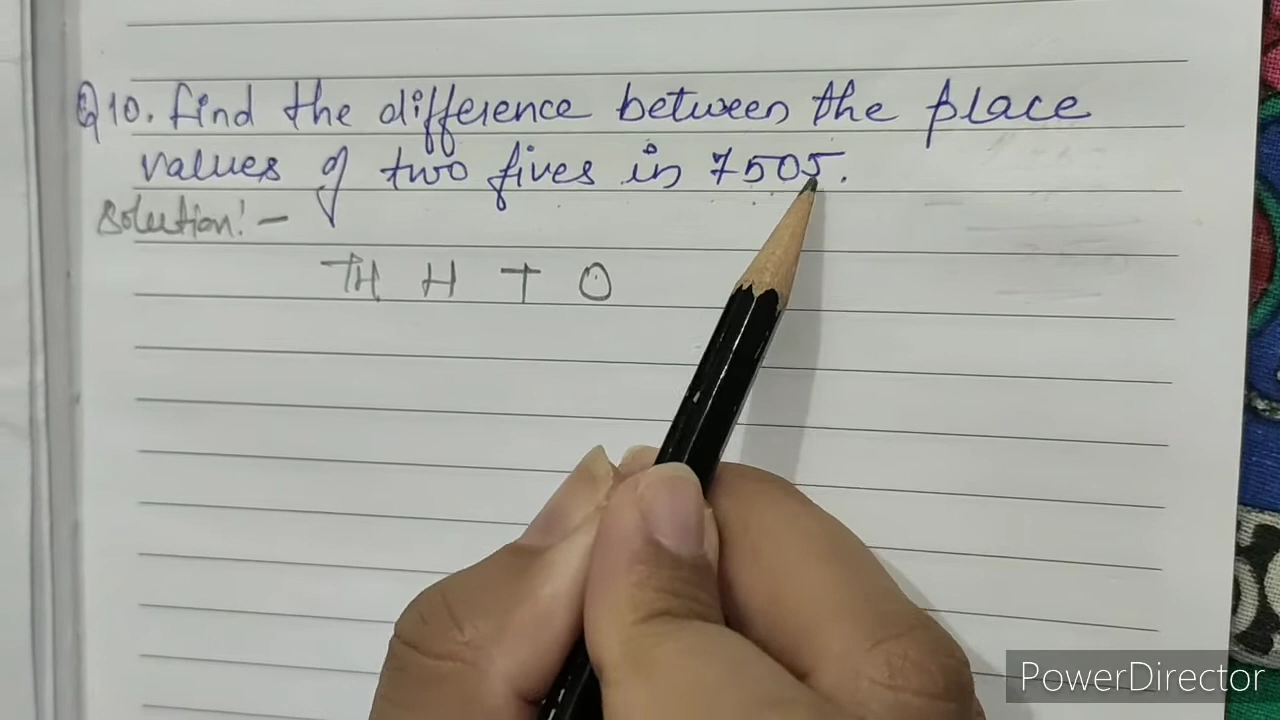 Q10. Find the difference between the place
values of two fives in 7505.
Solution:-
TH H T O
PowerDirector